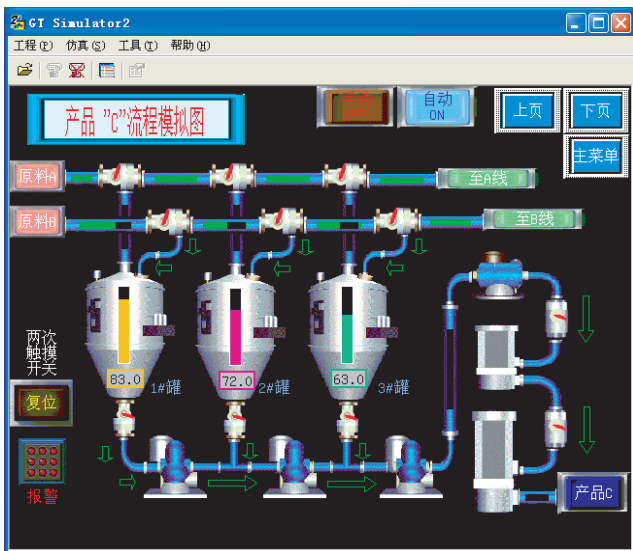 GT Simulator2
工程(P) 仿真(S) 工具(T) 帮助(H)
产品 "C"流程模拟图
OFF
自动
ON
上页
下页
主菜单
原料A
至A线
原料B
至B线
两次
触摸
开关
复位
报警
83.0
1#罐
72.0
2#罐
63.0
3#罐
产品C